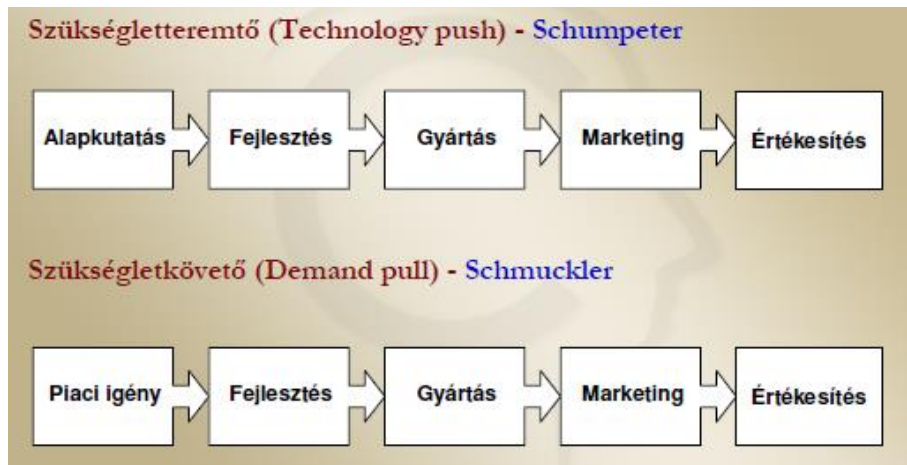 Szükségletteremtő (Technology push) - Schumpeter
Alapkutatás Fejlesztés Gyártás Marketing Értékesítés
Szükségletkövető (Demand pull) - Schmuckler
Piaci igény Fejlesztés Gyártás Marketing Értékesítés